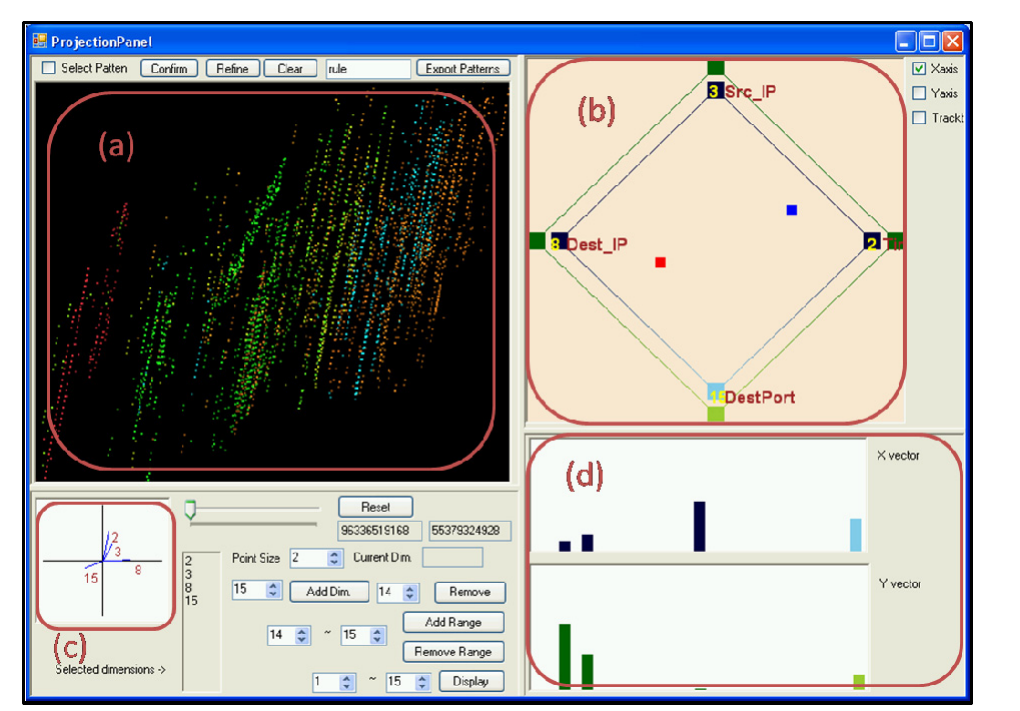 ProjectionPanel
Select Patten Confirm Refine Clear rule Export Patterns
(a)
(b)
3 Src_IP
8 Dest_IP
2
15 DestPort
Xaxis
Yaxis
Trackt
(c)
2
3
15
8
Selected dimensions ->
2
3
8
15
Reset
96336519168 55379324928
Point Size 2 Current Dim.
15 Add Dim. 14 Remove
Add Range
14 ~ 15
Remove Range
1 ~ 15 Display
(d)
X vector
Y vector